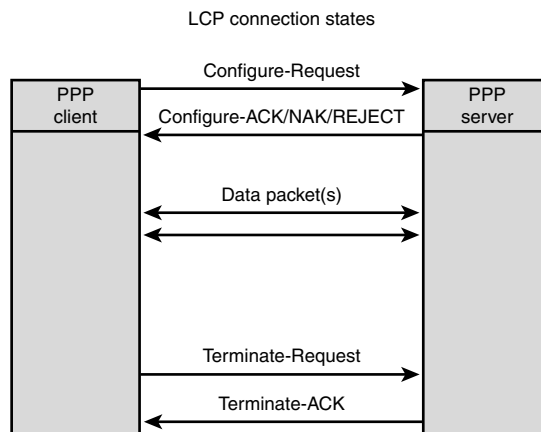 LCP connection states
Configure-Request
PPP
client
PPP
server
Configure-ACK/NAK/REJECT
Data packet(s)
Terminate-Request
Terminate-ACK